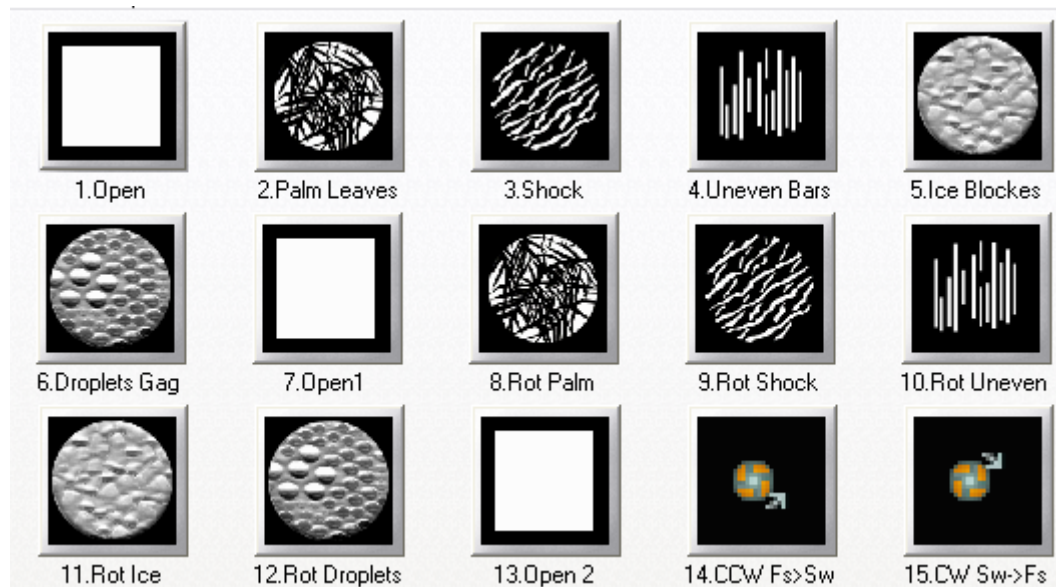 1.Open
2.Palm Leaves
3.Shock
4.Uneven Bars
5.Ice Blockes
6.Droplets Gag
7.Open1
8.Rot Palm
9.Rot Shock
10.Rot Uneven
11.Rot Ice
12.Rot Droplets
13.Open 2
14.CCW Fs>Sw
15.CW Sw->Fs